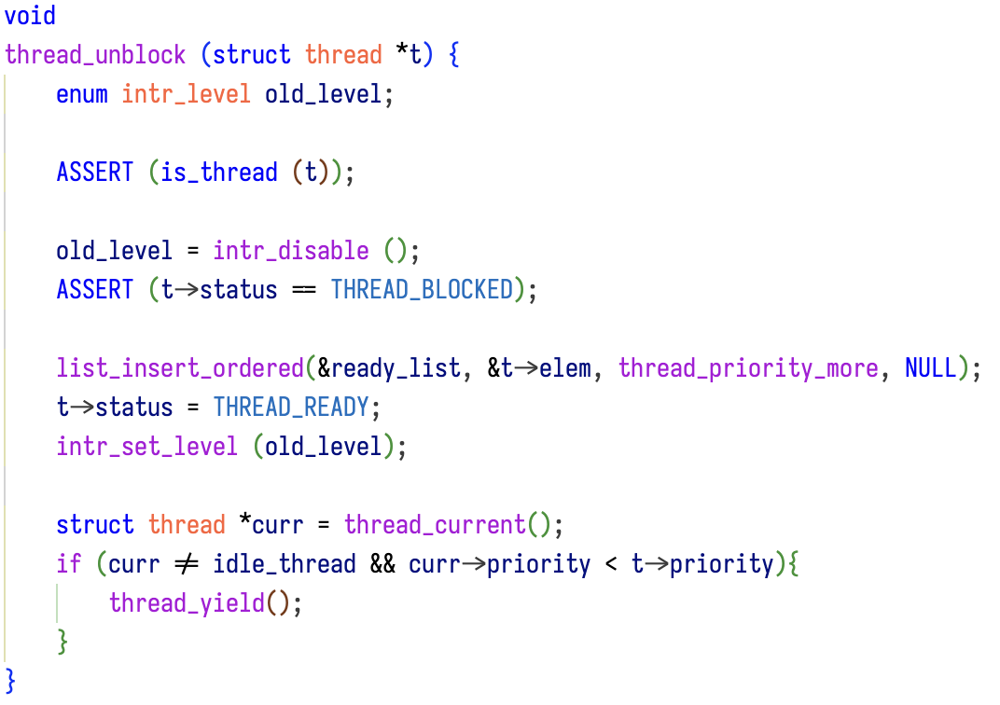 void
thread_unblock (struct thread *t) {
    enum intr_level old_level;

    ASSERT (is_thread (t));

    old_level = intr_disable ();
    ASSERT (t->status == THREAD_BLOCKED);

    list_insert_ordered(&ready_list, &t->elem, thread_priority_more, NULL);
    t->status = THREAD_READY;
    intr_set_level (old_level);

    struct thread *curr = thread_current();
    if (curr != idle_thread && curr->priority < t->priority){
        thread_yield();
    }
}